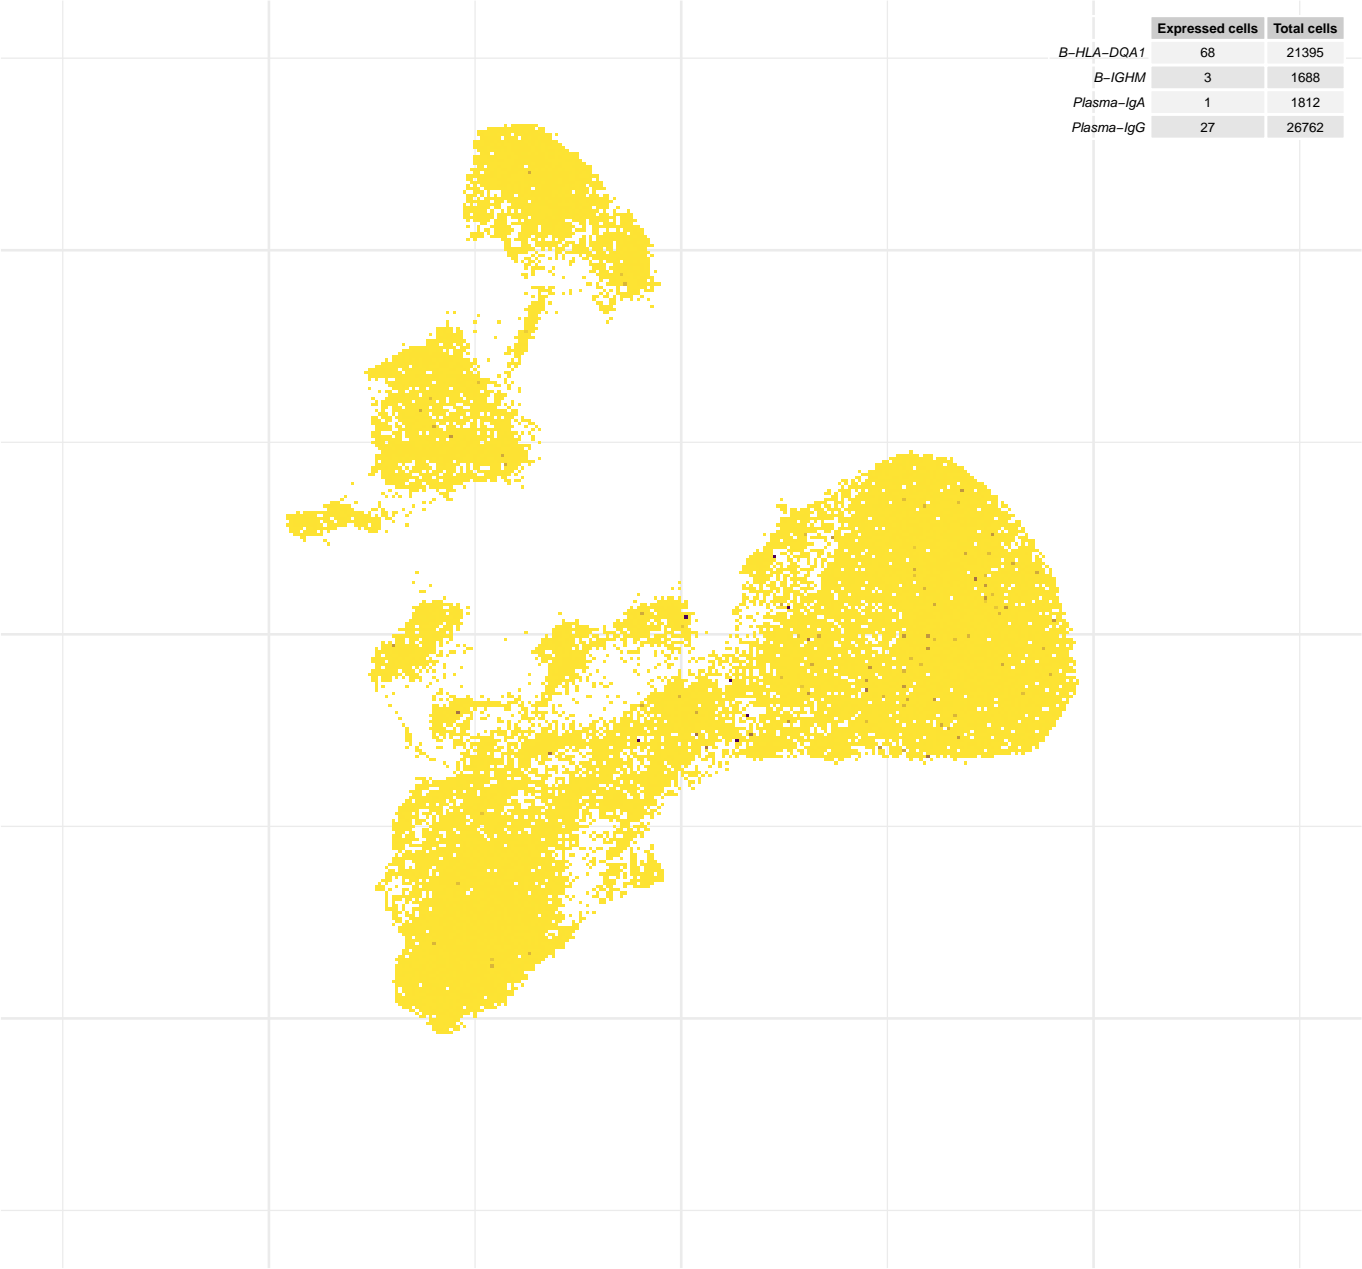 Expressed cells Total cells
B−HLA−DQA1 68 21395
B−IGHM 3 1688
Plasma−IgA 1 1812
Plasma−IgG 27 26762